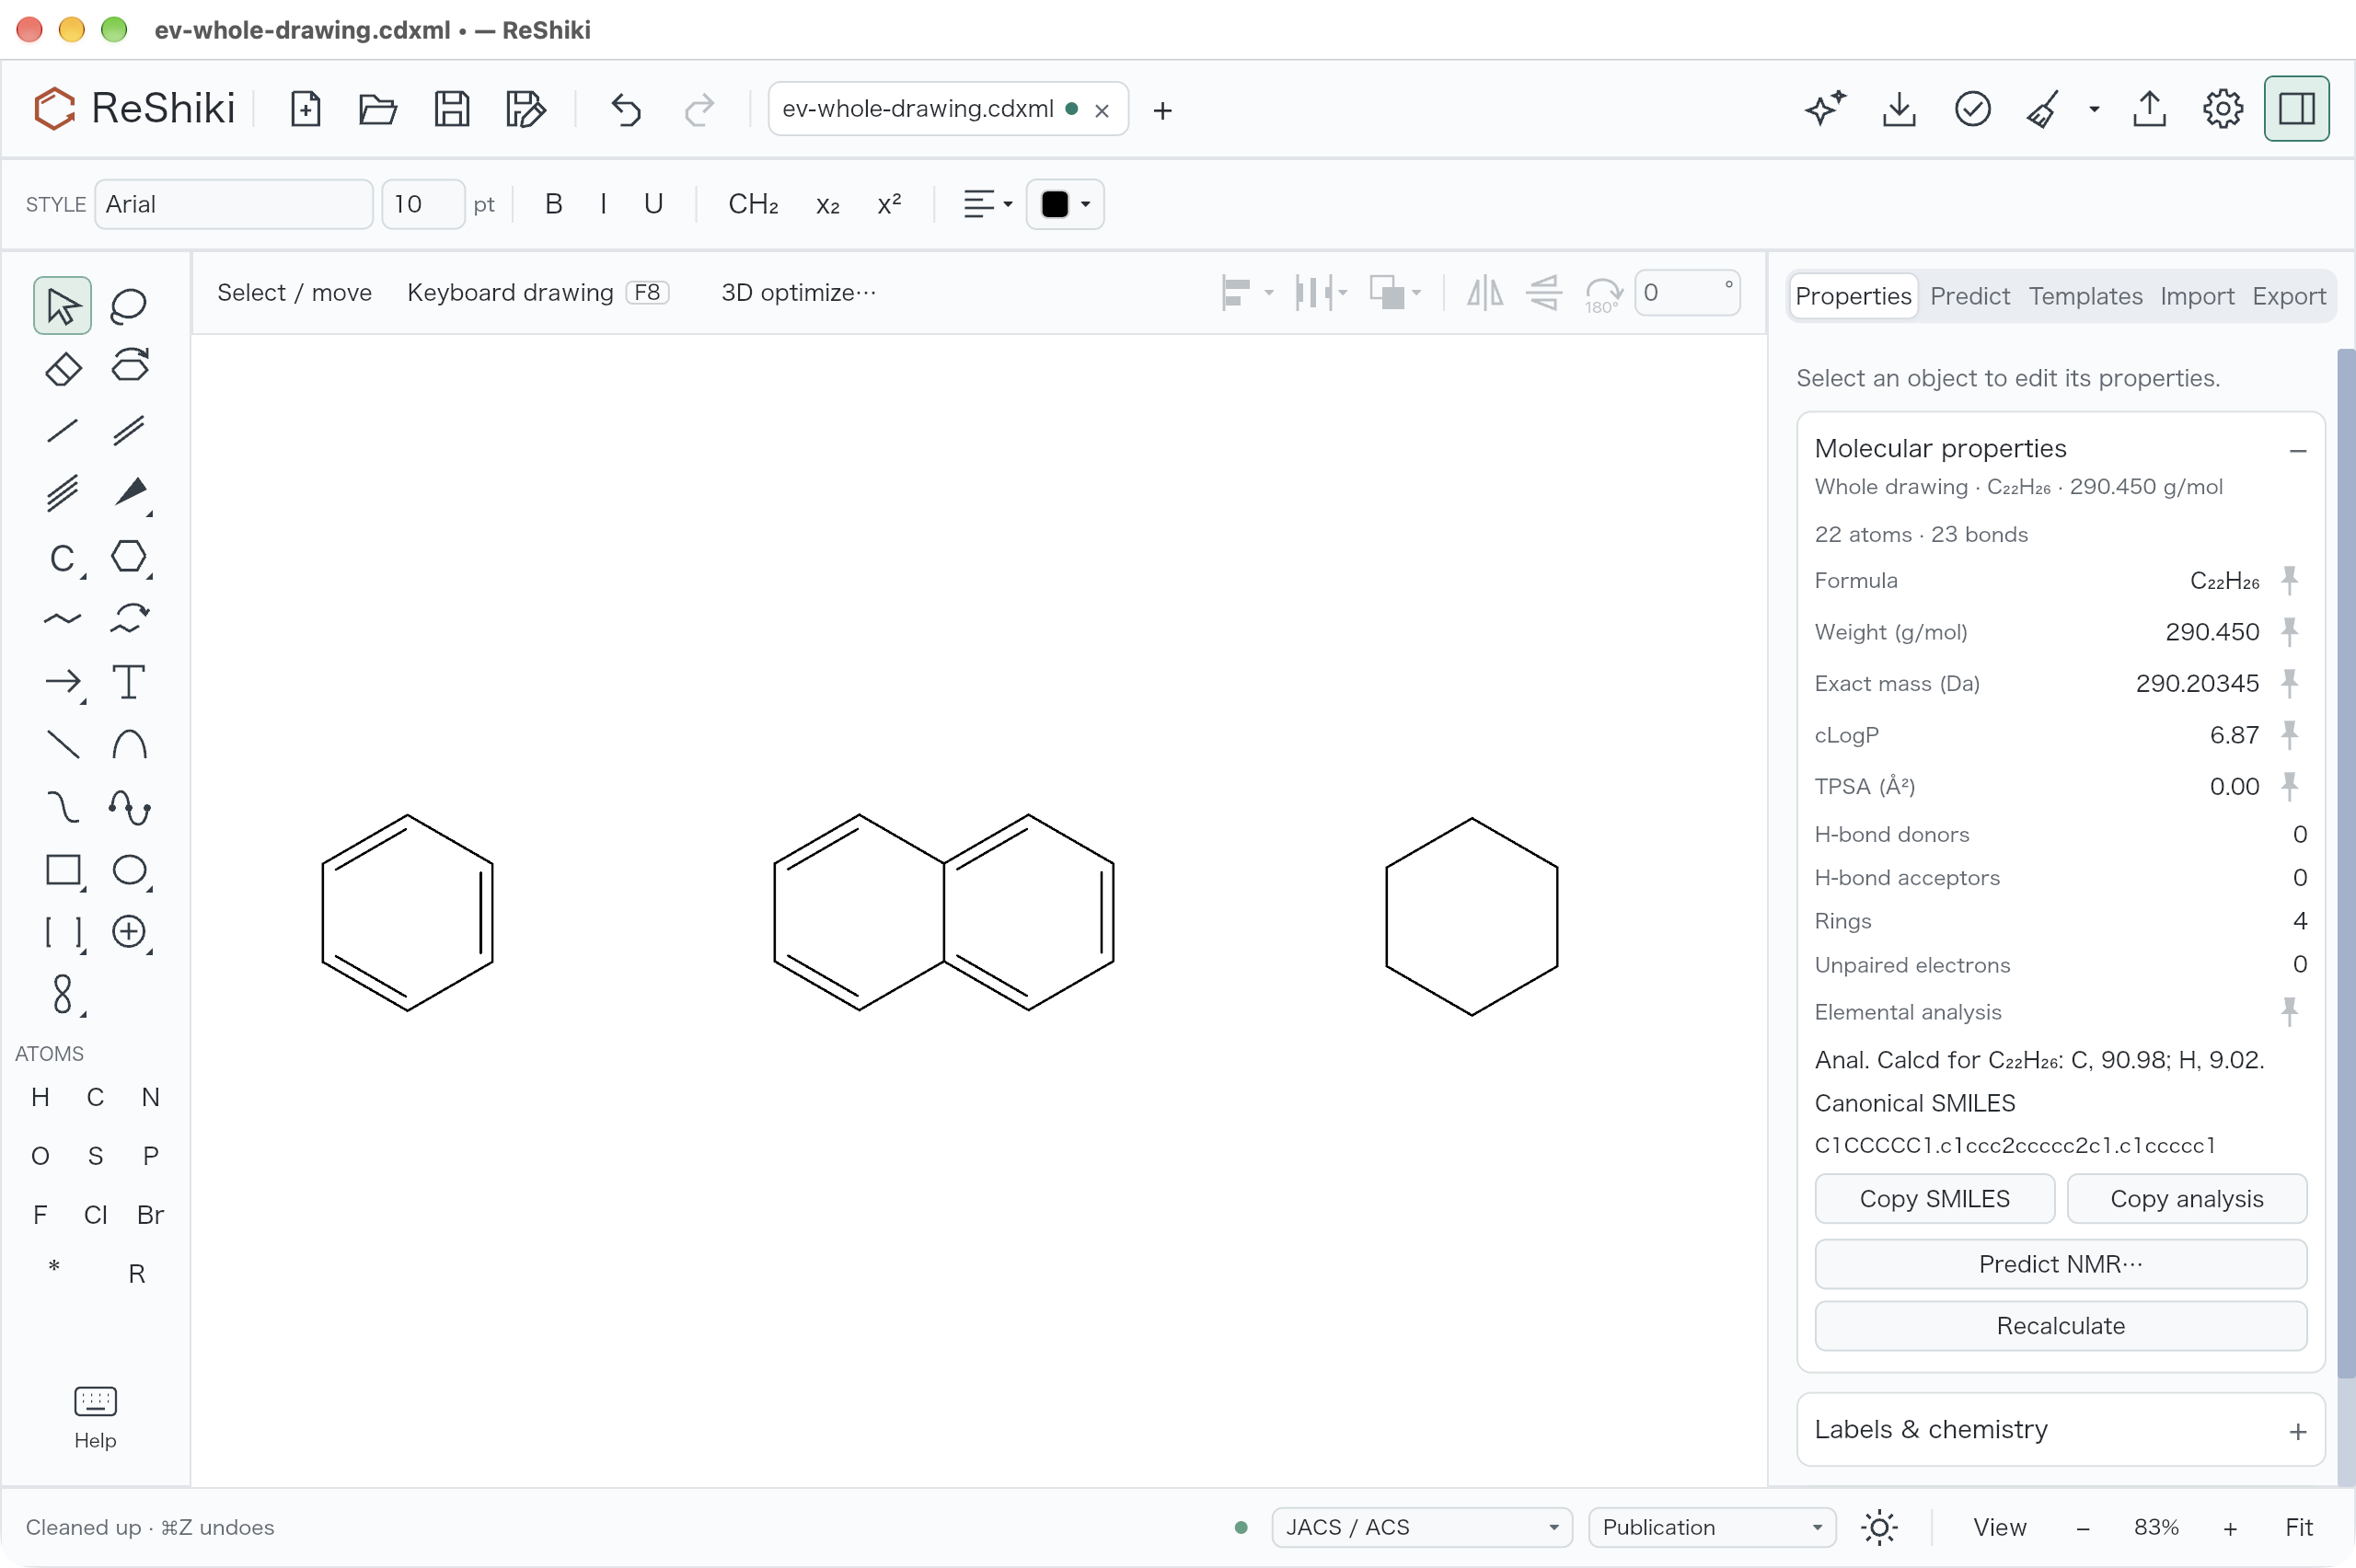 ev-whole-drawing.cdxml • — ReShiki
ReShiki
ev-whole-drawing.cdxml
STYLE Arial 10 pt B I U CH₂ x₂ x²
Select / move Keyboard drawing F8 3D optimize⋯ 180° 0 °
Properties Predict Templates Import Export
Select an object to edit its properties.
Molecular properties
Whole drawing · C₂₂H₂₆ · 290.450 g/mol
22 atoms · 23 bonds
Formula C₂₂H₂₆
Weight (g/mol) 290.450
Exact mass (Da) 290.20345
cLogP 6.87
TPSA (Å²) 0.00
H-bond donors 0
H-bond acceptors 0
Rings 4
Unpaired electrons 0
Elemental analysis
Anal. Calcd for C₂₂H₂₆: C, 90.98; H, 9.02.
Canonical SMILES
C1CCCCC1.c1ccc2ccccc2c1.c1ccccc1
Copy SMILES Copy analysis
Predict NMR⋯
Recalculate
Labels & chemistry +
C
T
[ ]
ATOMS
H C N
O S P
F Cl Br
* R
Help
Cleaned up · ⌘Z undoes
JACS / ACS Publication View − 83% + Fit